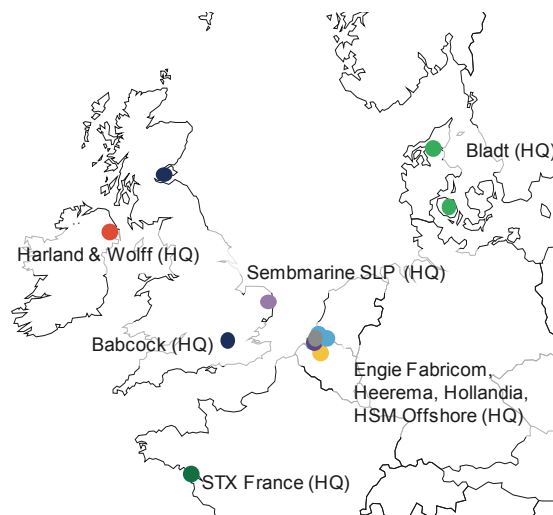 Bladt (HQ)
Harland & Wolff (HQ)
Sembmarine SLP (HQ)
Babcock (HQ)
Engie Fabricom,
Heerema, Hollandia,
HSM Offshore (HQ)
STX France (HQ)